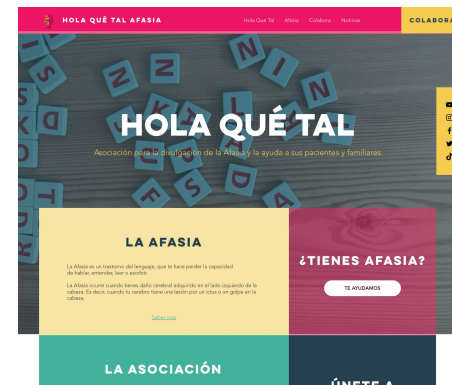 HOLA QUÉ TAL AFASIA
Hola Qué Tal Afasia Colabora Noticias
COLABORA
HOLA QUÉ TAL
Asociación para la divulgación de la Afasia y la ayuda a sus pacientes y familiares
LA AFASIA
La Afasia es un trastorno del lenguaje, que te hace perder la capacidad
de hablar, entender, leer o escribir.
La Afasia ocurre cuando tienes daño cerebral adquirido en el lado izquierdo de la
cabeza. Es decir, cuando tu cerebro tiene una lesión por un ictus o un golpe en la
cabeza.
Saber más
¿TIENES AFASIA?
TE AYUDAMOS
LA ASOCIACIÓN
ÚNETE A